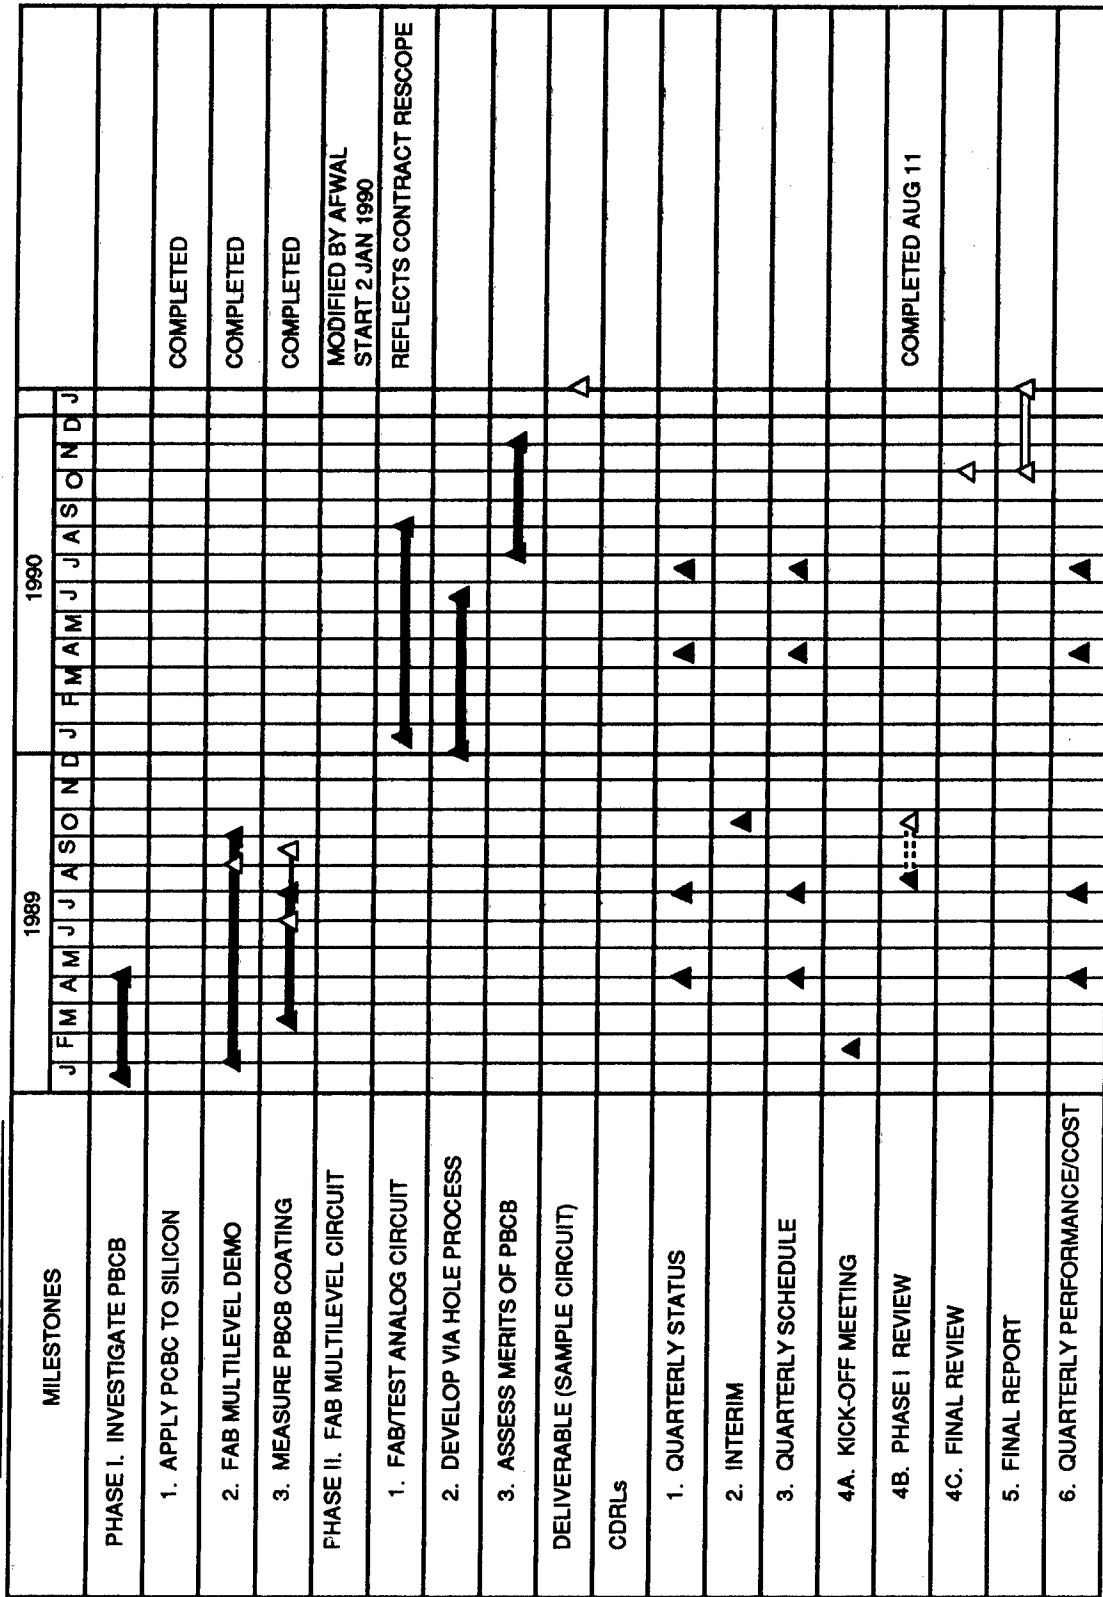 MILESTONES
1989
1990
J F M A M J J A S O N D J F M A M J J A S O N D J
PHASE I. INVESTIGATE PBCB
1. APPLY PCBC TO SILICON
COMPLETED
2. FAB MULTILEVEL DEMO
COMPLETED
3. MEASURE PBCB COATING
COMPLETED
PHASE II. FAB MULTILEVEL CIRCUIT
MODIFIED BY AFWAL
START 2 JAN 1990
1. FAB/TEST ANALOG CIRCUIT
REFLECTS CONTRACT RESCOPE
2. DEVELOP VIA HOLE PROCESS
3. ASSESS MERITS OF PBCB
DELIVERABLE (SAMPLE CIRCUIT)
CDRLs
1. QUARTERLY STATUS
2. INTERIM
3. QUARTERLY SCHEDULE
4A. KICK-OFF MEETING
4B. PHASE I REVIEW
COMPLETED AUG 11
4C. FINAL REVIEW
5. FINAL REPORT
6. QUARTERLY PERFORMANCE/COST